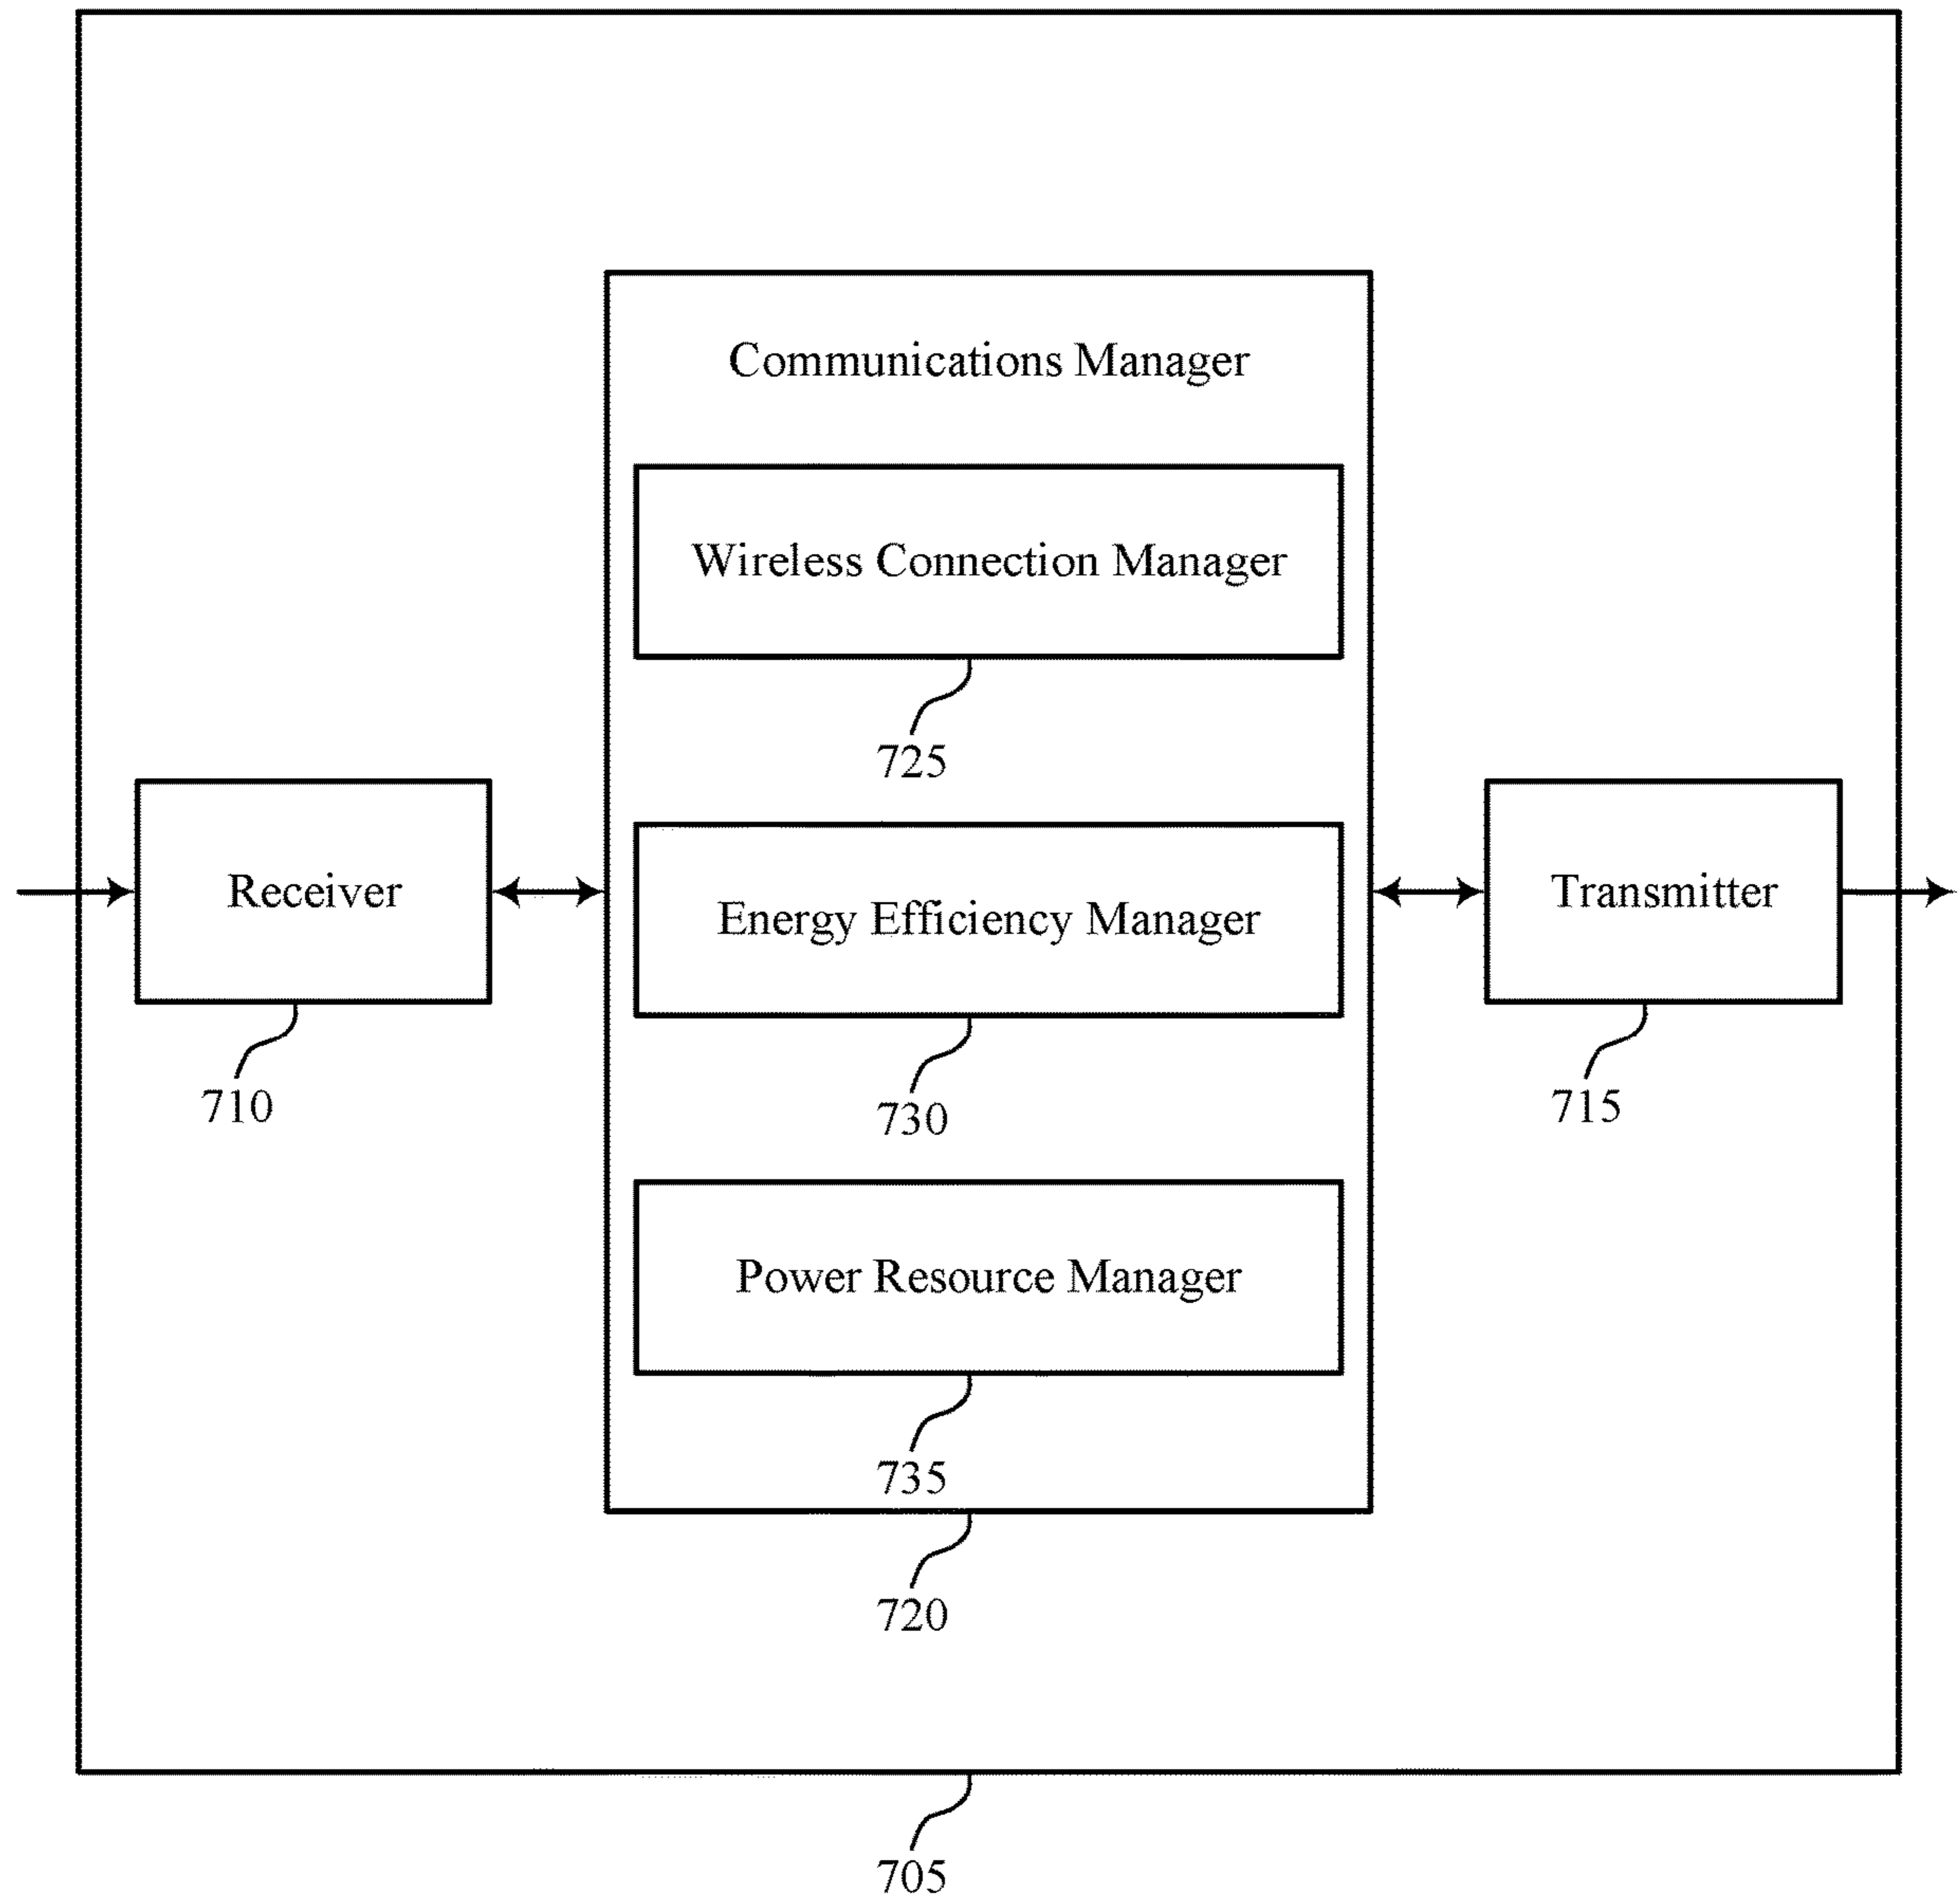 Communications Manager
Wireless Connection Manager
725
Receiver
710
Energy Efficiency Manager
730
Transmitter
715
Power Resource Manager
735
720
705